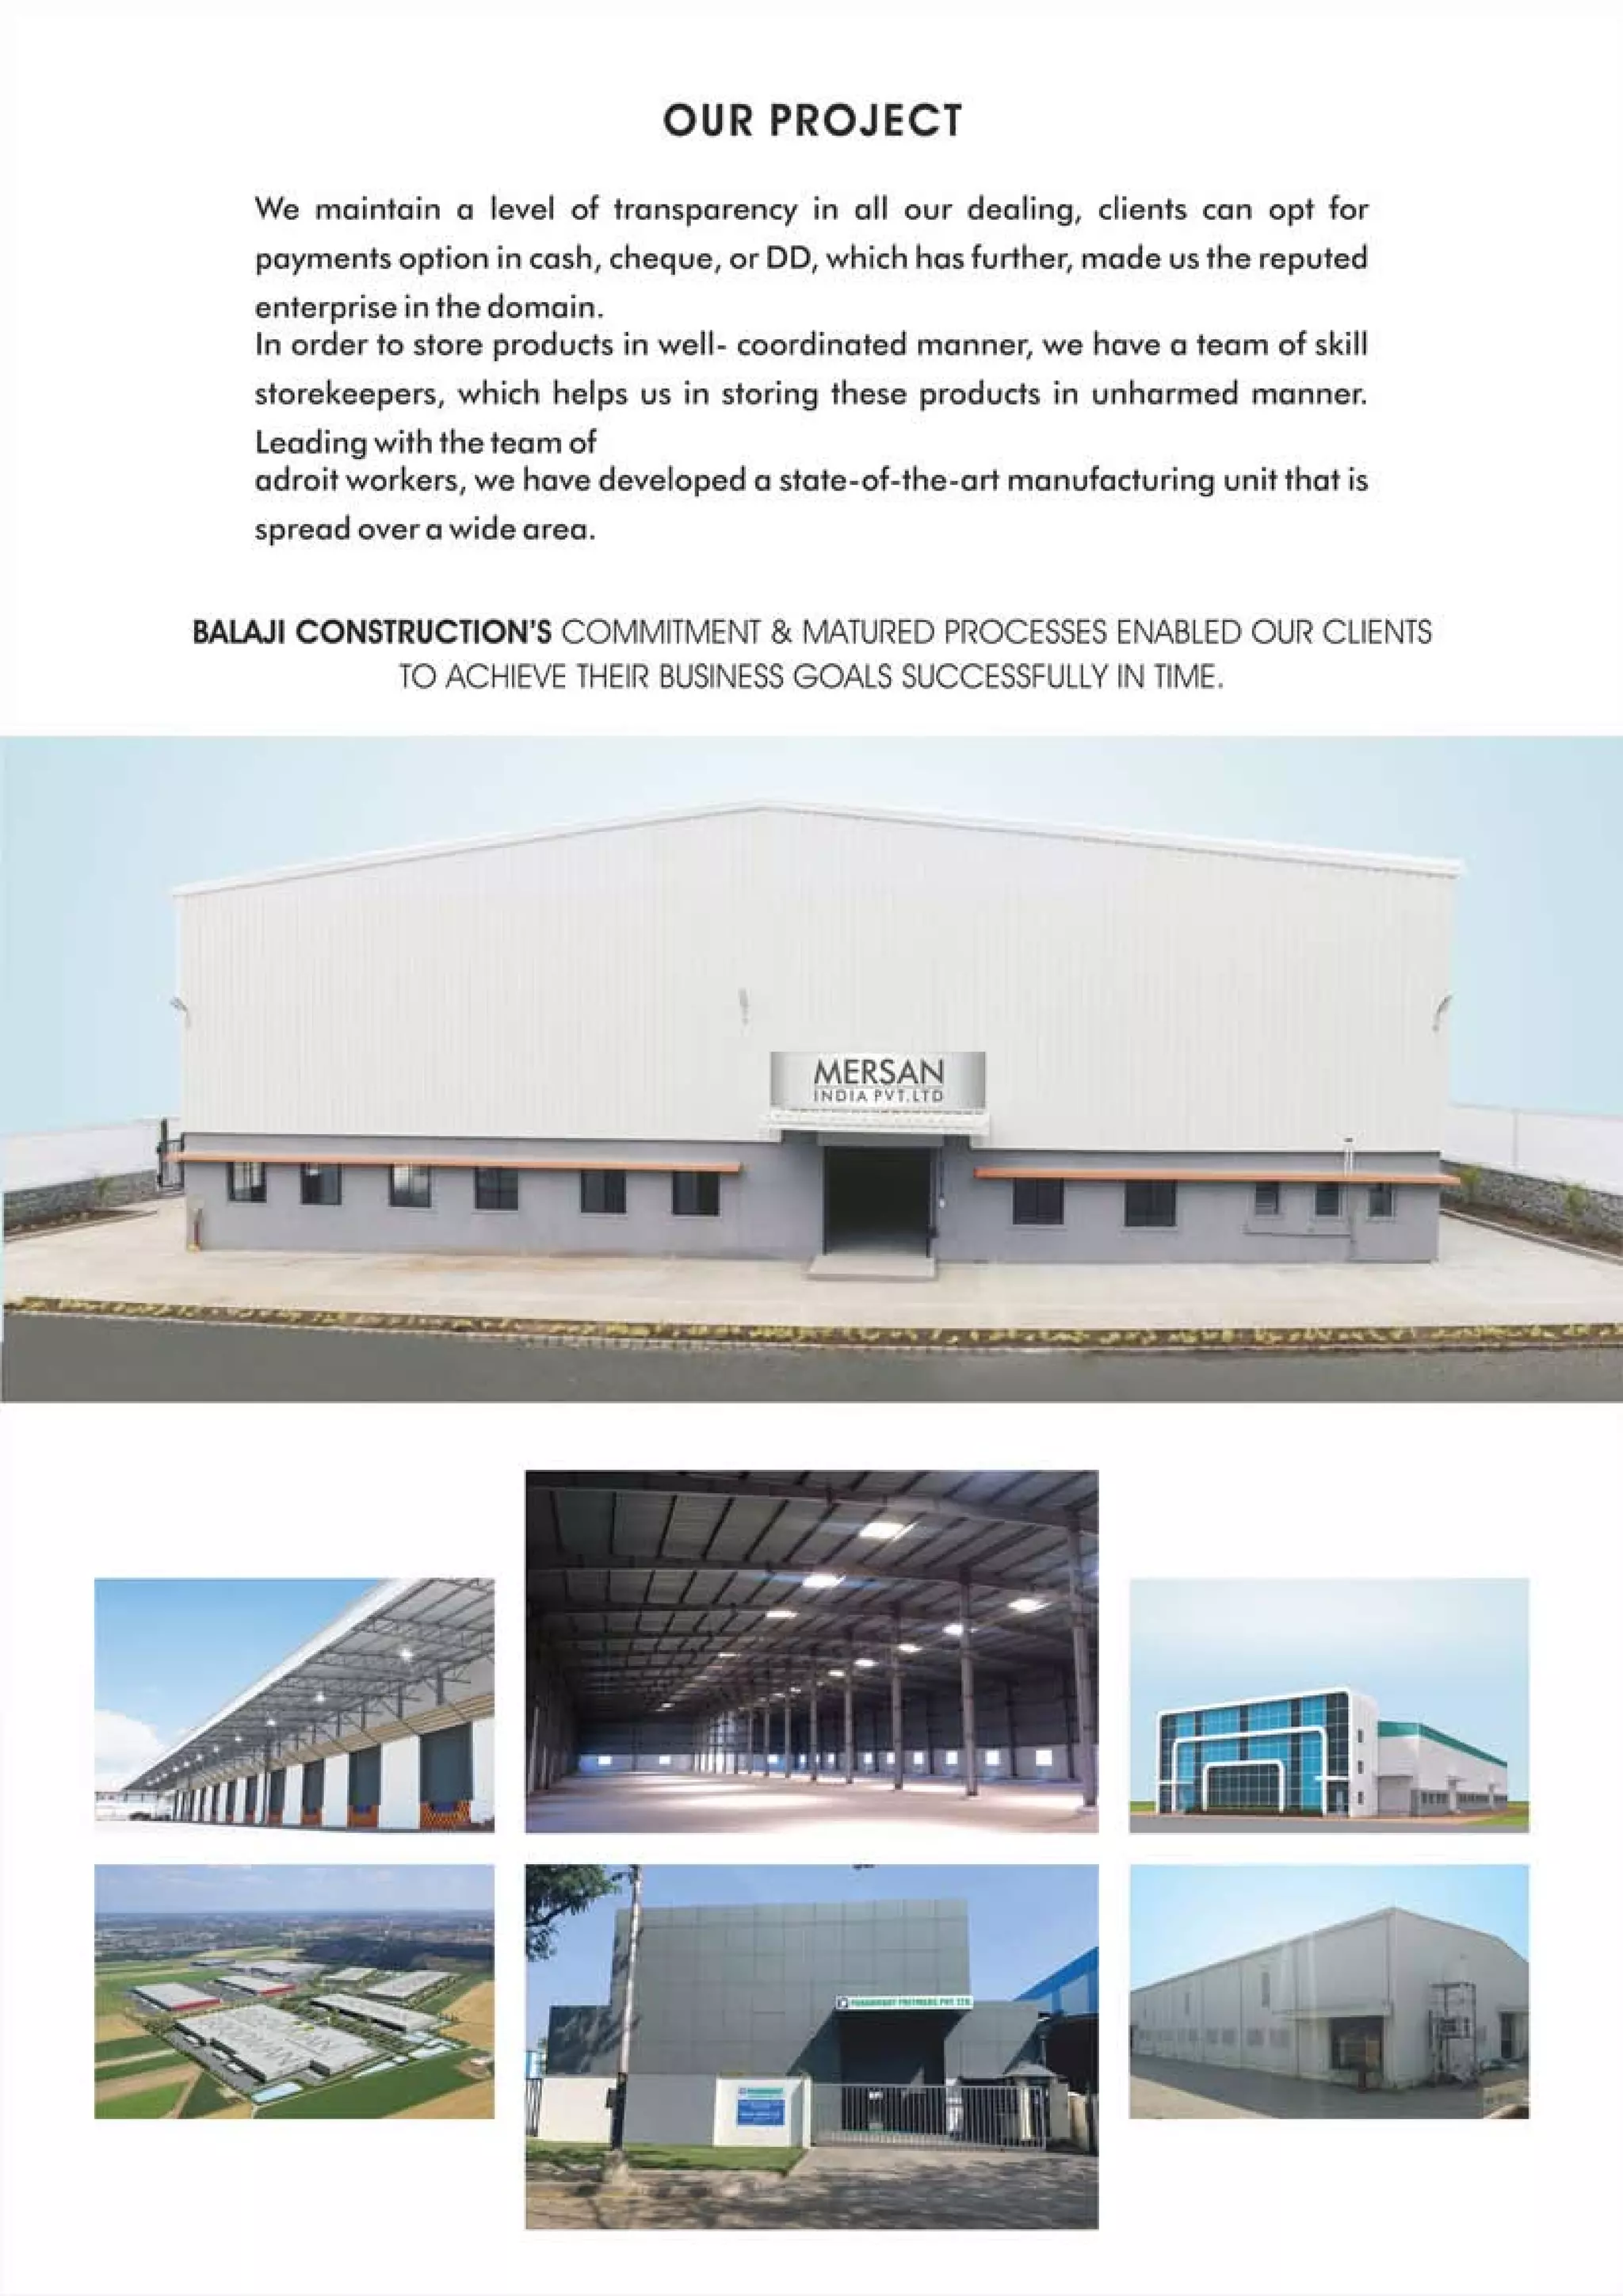 OUR PROJECT
We maintain a level of transparency in all our dealing, clients can opt for
payments option in cash, cheque, or DD, which has further, made us the reputed
enterprise in the domain.
In order to store products in well- coordinated manner, we have a team of skill
storekeepers, which helps us in storing these products in unharmed manner.
Leading with the team of
adroit workers, we have developed a state-of-the-art manufacturing unit that is
spread over a wide area.
BALAJI CONSTRUCTION'S COMMITMENT & MATURED PROCESSES ENABLED OUR CLIENTS
TO ACHIEVE THEIR BUSINESS GOALS SUCCESSFULLY IN TIME.
MERSAN
INDIA PVT.LTD
PVT. LTD.